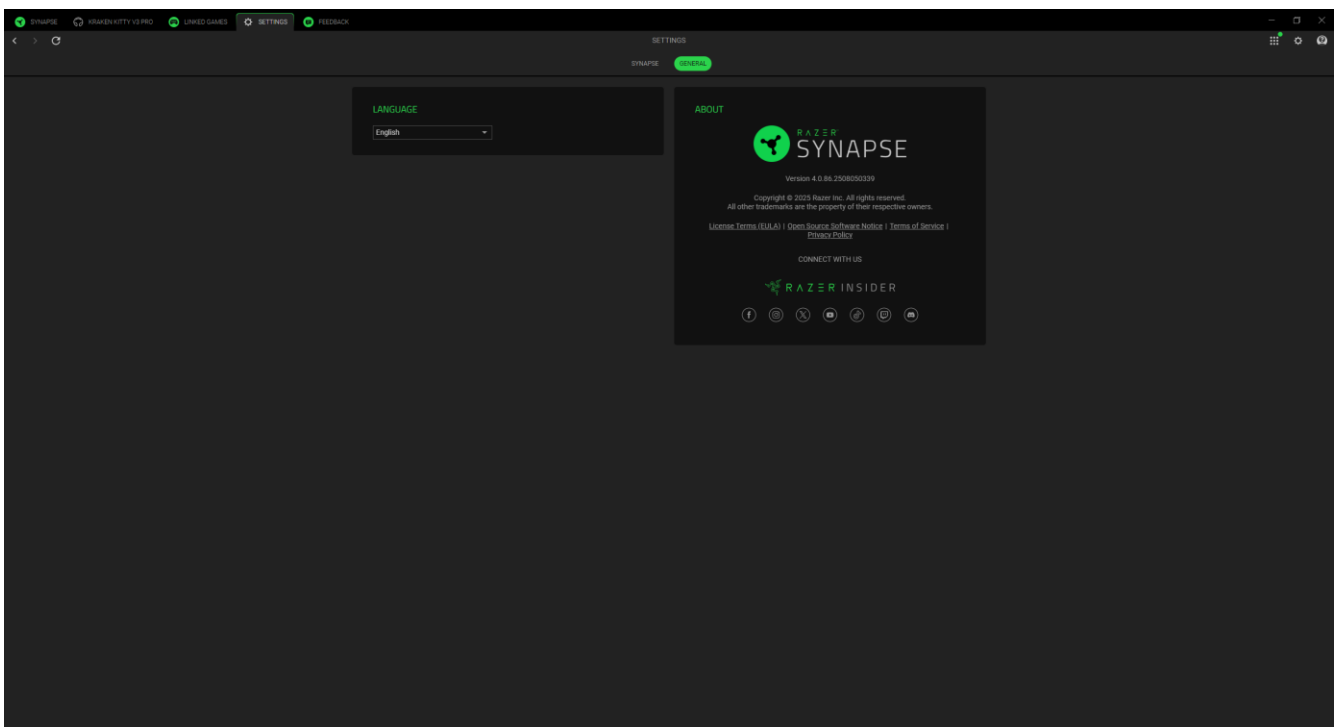 SYNAPSE KRAKEN KITTY V3 PRO LINKED GAMES SETTINGS FEEDBACK
SETTINGS
SYNAPSE GENERAL
LANGUAGE
English
ABOUT
RAZER
SYNAPSE
Version 4.0.86.2508050339
Copyright © 2025 Razer Inc. All rights reserved.
All other trademarks are the property of their respective owners.
License Terms (EULA) | Open Source Software Notice | Terms of Service |
Privacy Policy
CONNECT WITH US
RAZER INSIDER